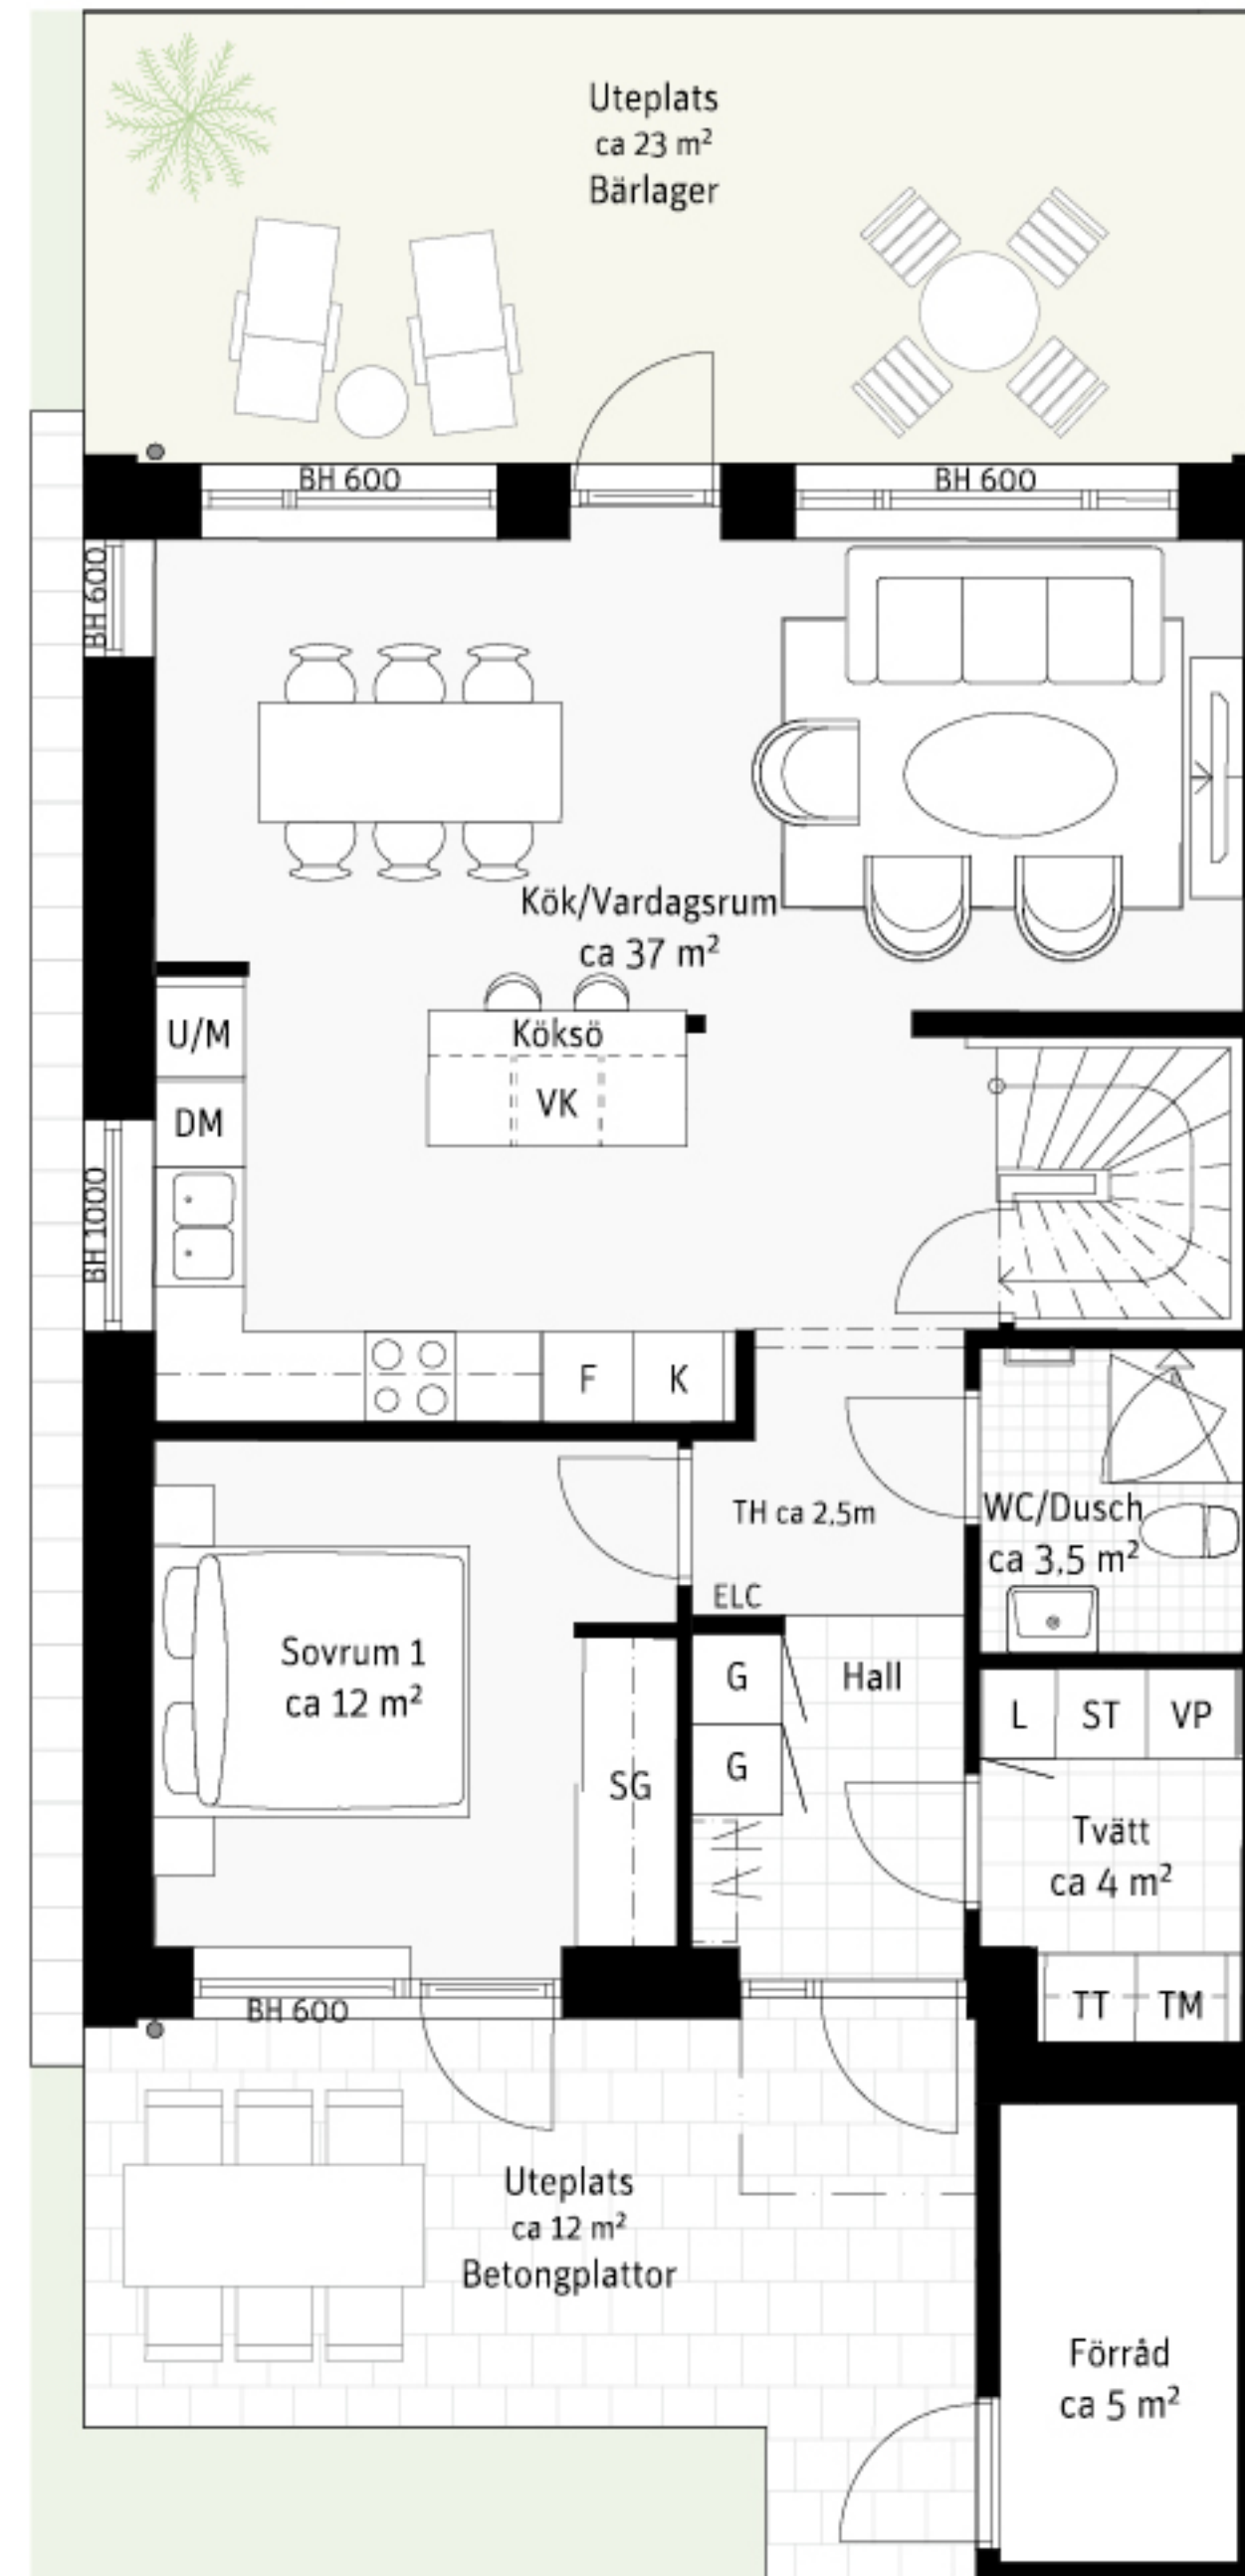 Uteplats
ca 23 m²
Bärlager
BH 600
BH 600
BH 600
Kök/Vardagsrum
ca 37 m²
U/M
Köksö
VK
DM
BH 1000
F
K
TH ca 2,5m
WC/Dusch
ca 3,5 m²
ELC
Sovrum 1
ca 12 m²
G
Hall
L
ST
VP
G
SG
Tvätt
ca 4 m²
BH 600
TT
TM
Uteplats
ca 12 m²
Betongplattor
Förråd
ca 5 m²